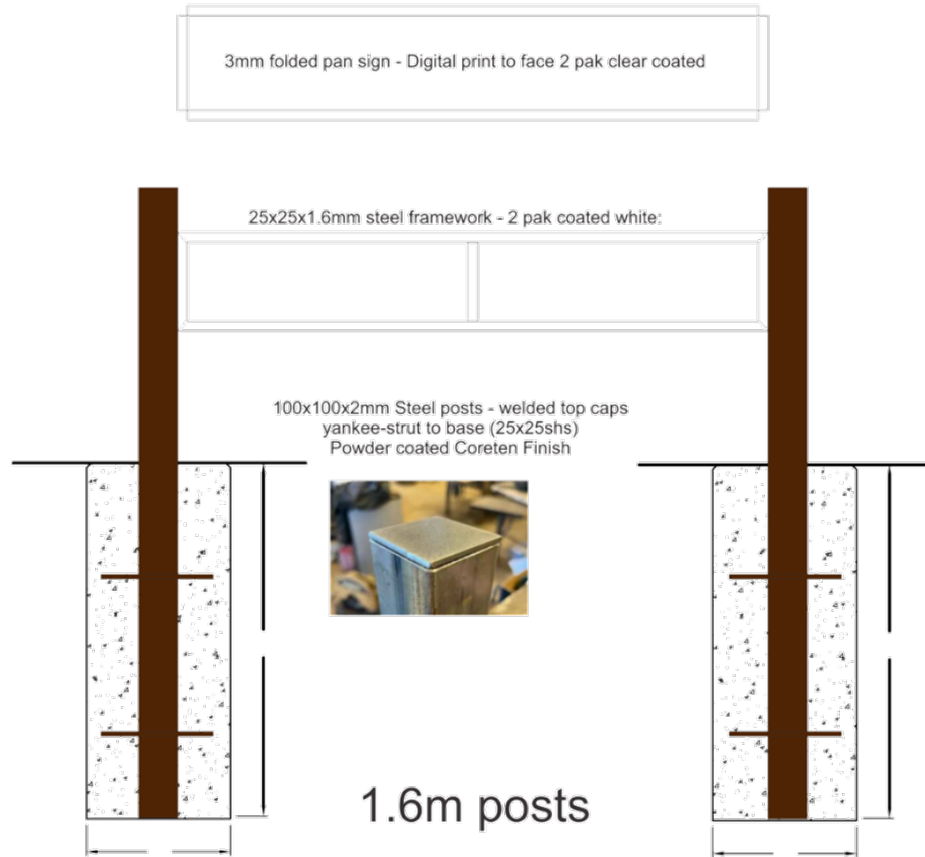 3mm folded pan sign - Digital print to face 2 pak clear coated
25x25x1.6mm steel framework - 2 pak coated white:
100x100x2mm Steel posts - welded top caps
yankee-strut to base (25x25shs)
Powder coated Coreten Finish
1.6m posts